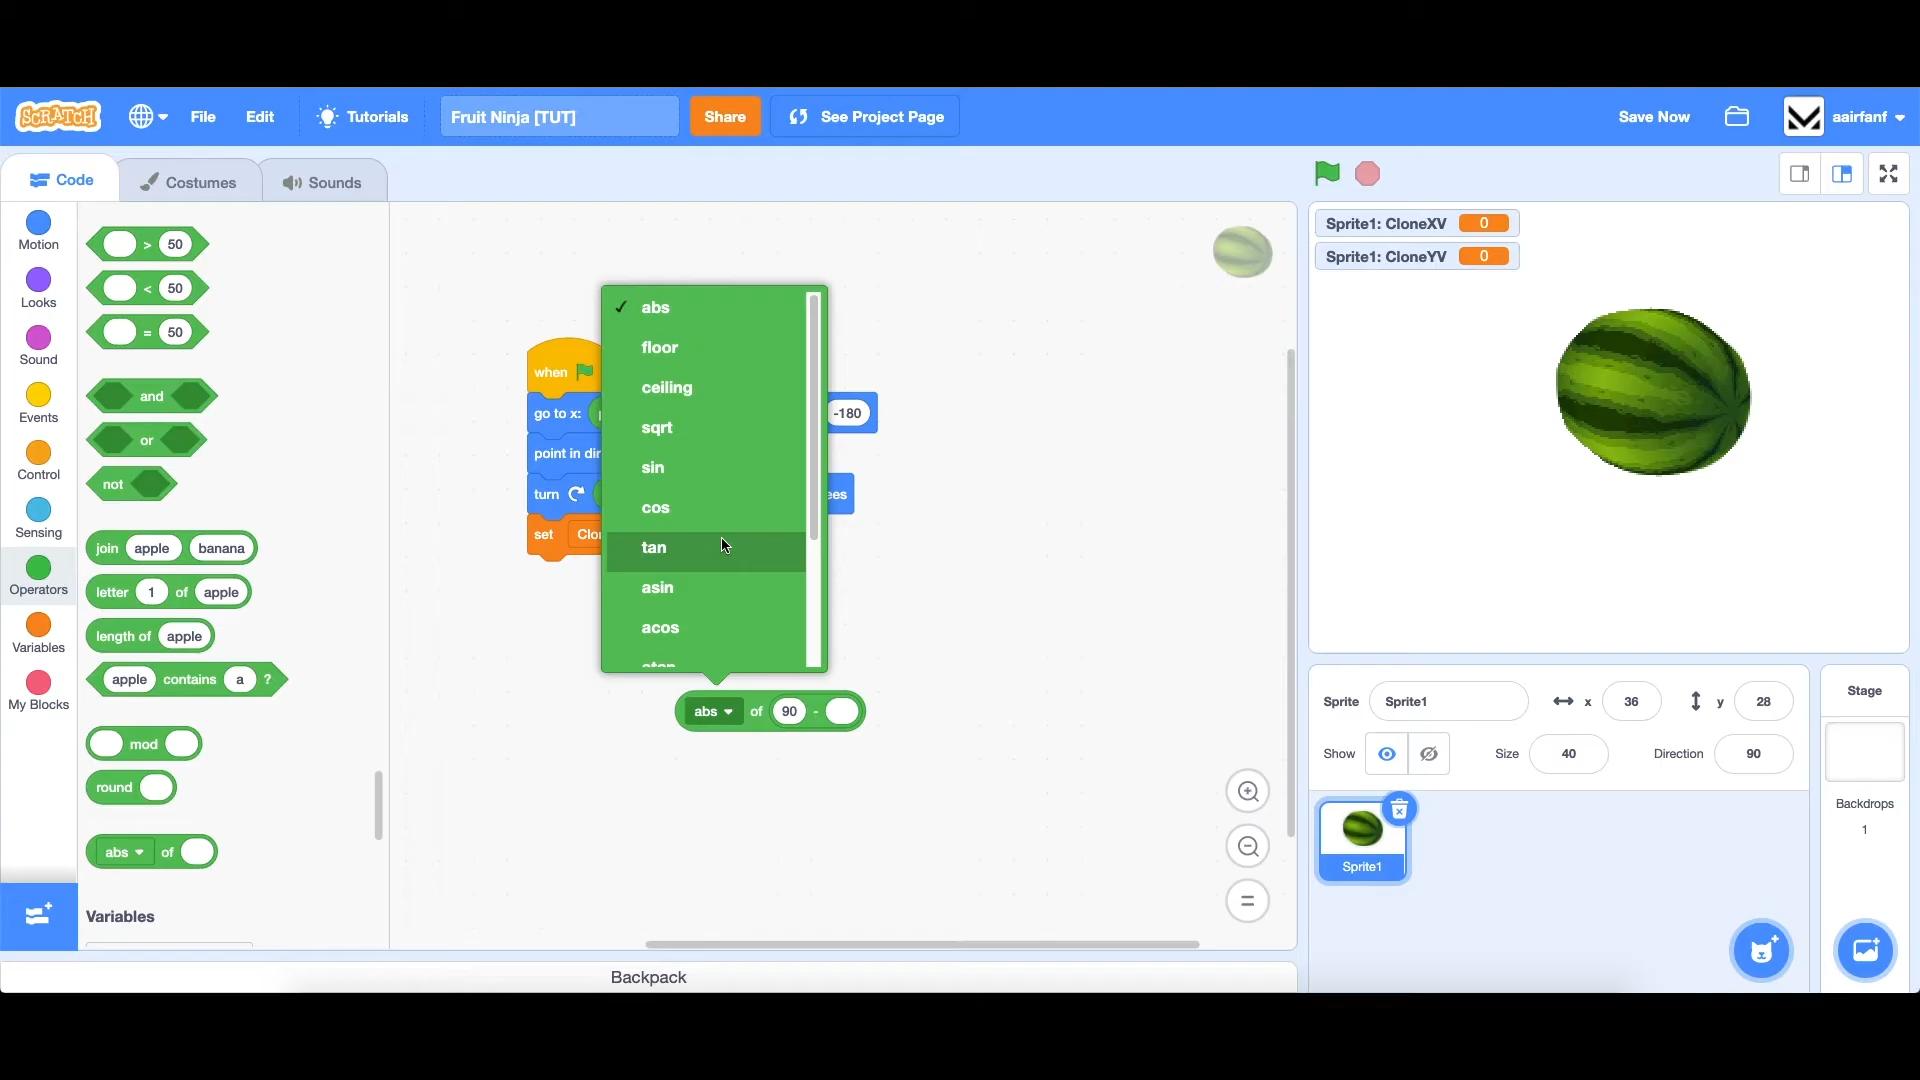 SCRATCH
File
Edit
Tutorials
Fruit Ninja [TUT]
Share
See Project Page
Save Now
aairfanf
Code
Costumes
Sounds
Motion
Looks
Sound
Events
Control
Sensing
Operators
Variables
My Blocks
> 50
< 50
= 50
and
or
not
join apple banana
letter 1 of apple
length of apple
apple contains a ?
mod
round
abs of
Variables
when
go to x:
-180
point in dir
turn
ees
set Clo
abs
floor
ceiling
sqrt
sin
cos
tan
asin
acos
abs of 90 -
Backpack
Sprite1: CloneXV 0
Sprite1: CloneYV 0
Sprite Sprite1 x 36 y 28
Show Size 40 Direction 90
Sprite1
Stage
Backdrops
1